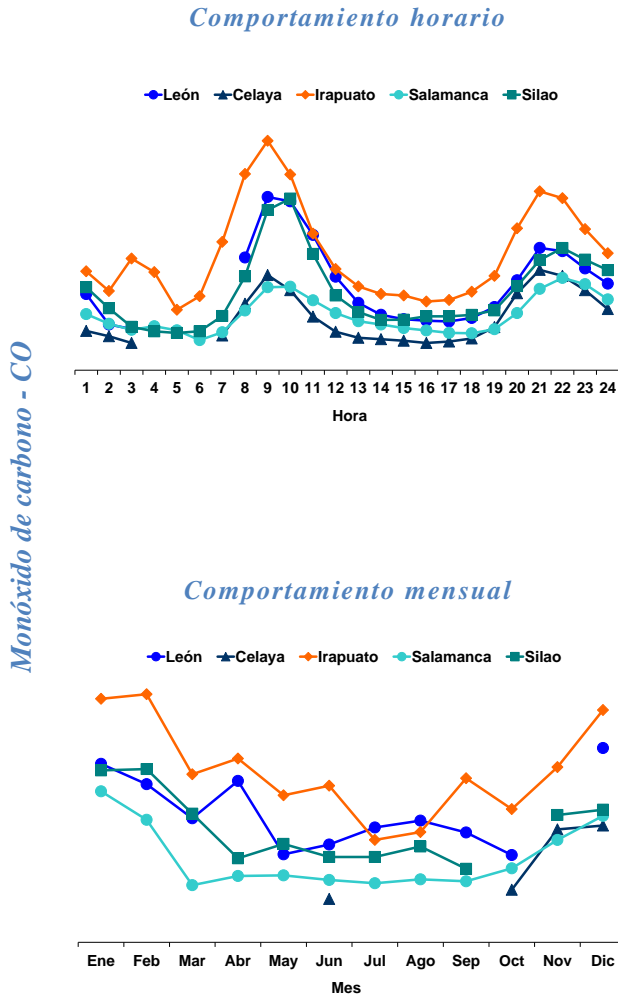 Comportamiento horario
León Celaya Irapuato Salamanca Silao
1 2 3 4 5 6 7 8 9 10 11 12 13 14 15 16 17 18 19 20 21 22 23 24
Hora
Monóxido de carbono - CO
Comportamiento mensual
León Celaya Irapuato Salamanca Silao
Ene Feb Mar Abr May Jun Jul Ago Sep Oct Nov Dic
Mes